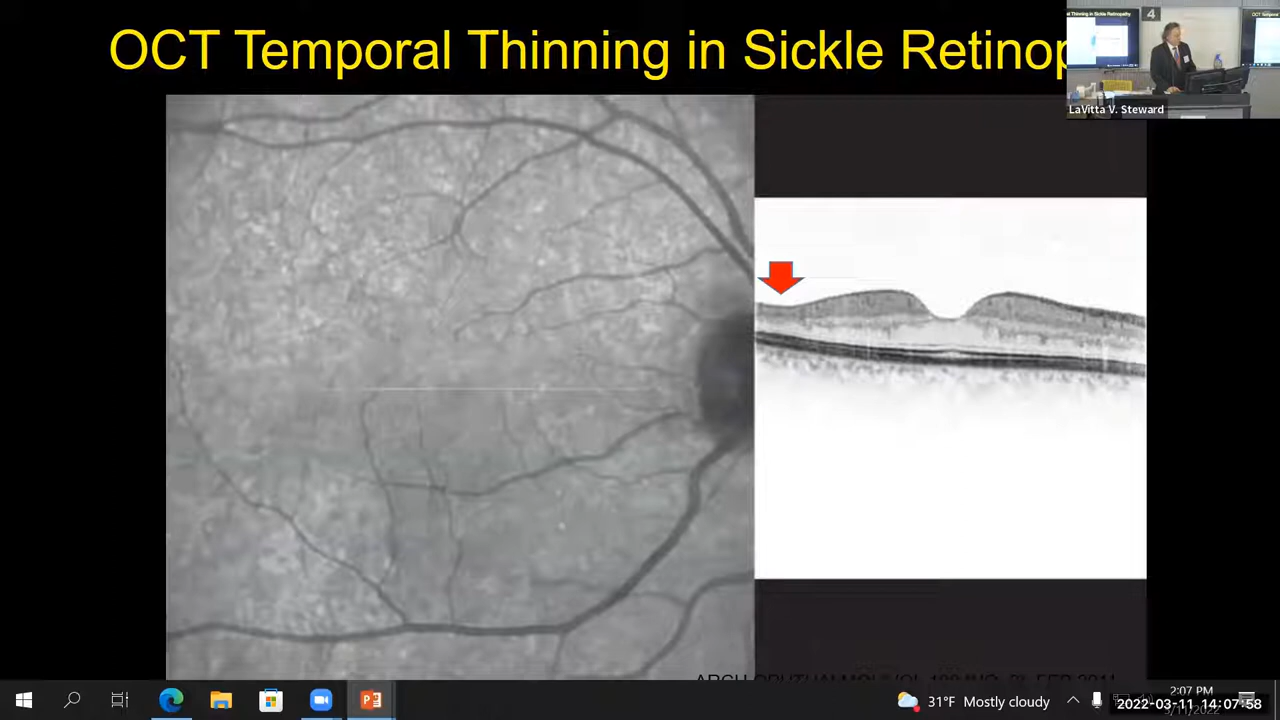 OCT Temporal Thinning in Sickle Retinop
4
LaVitta V. Steward
31°F Mostly cloudy
2:07 PM
2022-03-11 14:07:58